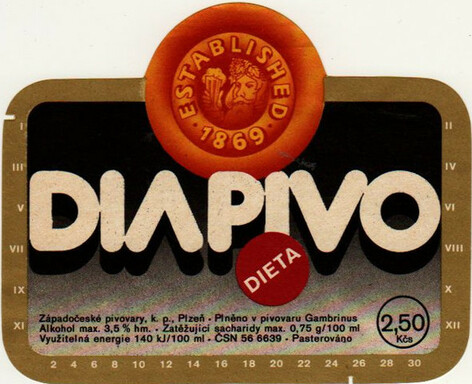 ESTABLISHED
· 1869 ·
DIAPIVO
DIETA
Západočeské pivovary, k. p., Plzeň - Plněno v pivovaru Gambrinus
Alkohol max. 3,5 % hm. - Zatěžující sacharidy max. 0,75 g/100 ml
Využitelná energie 140 kJ/100 ml - ČSN 56 6639 - Pasterováno
2,50
Kčs
I
III
V
VII
IX
XI
II
IV
VI
VIII
X
XII
2 4 6 8 10 12 14 16 18 20 22 24 26 28 30